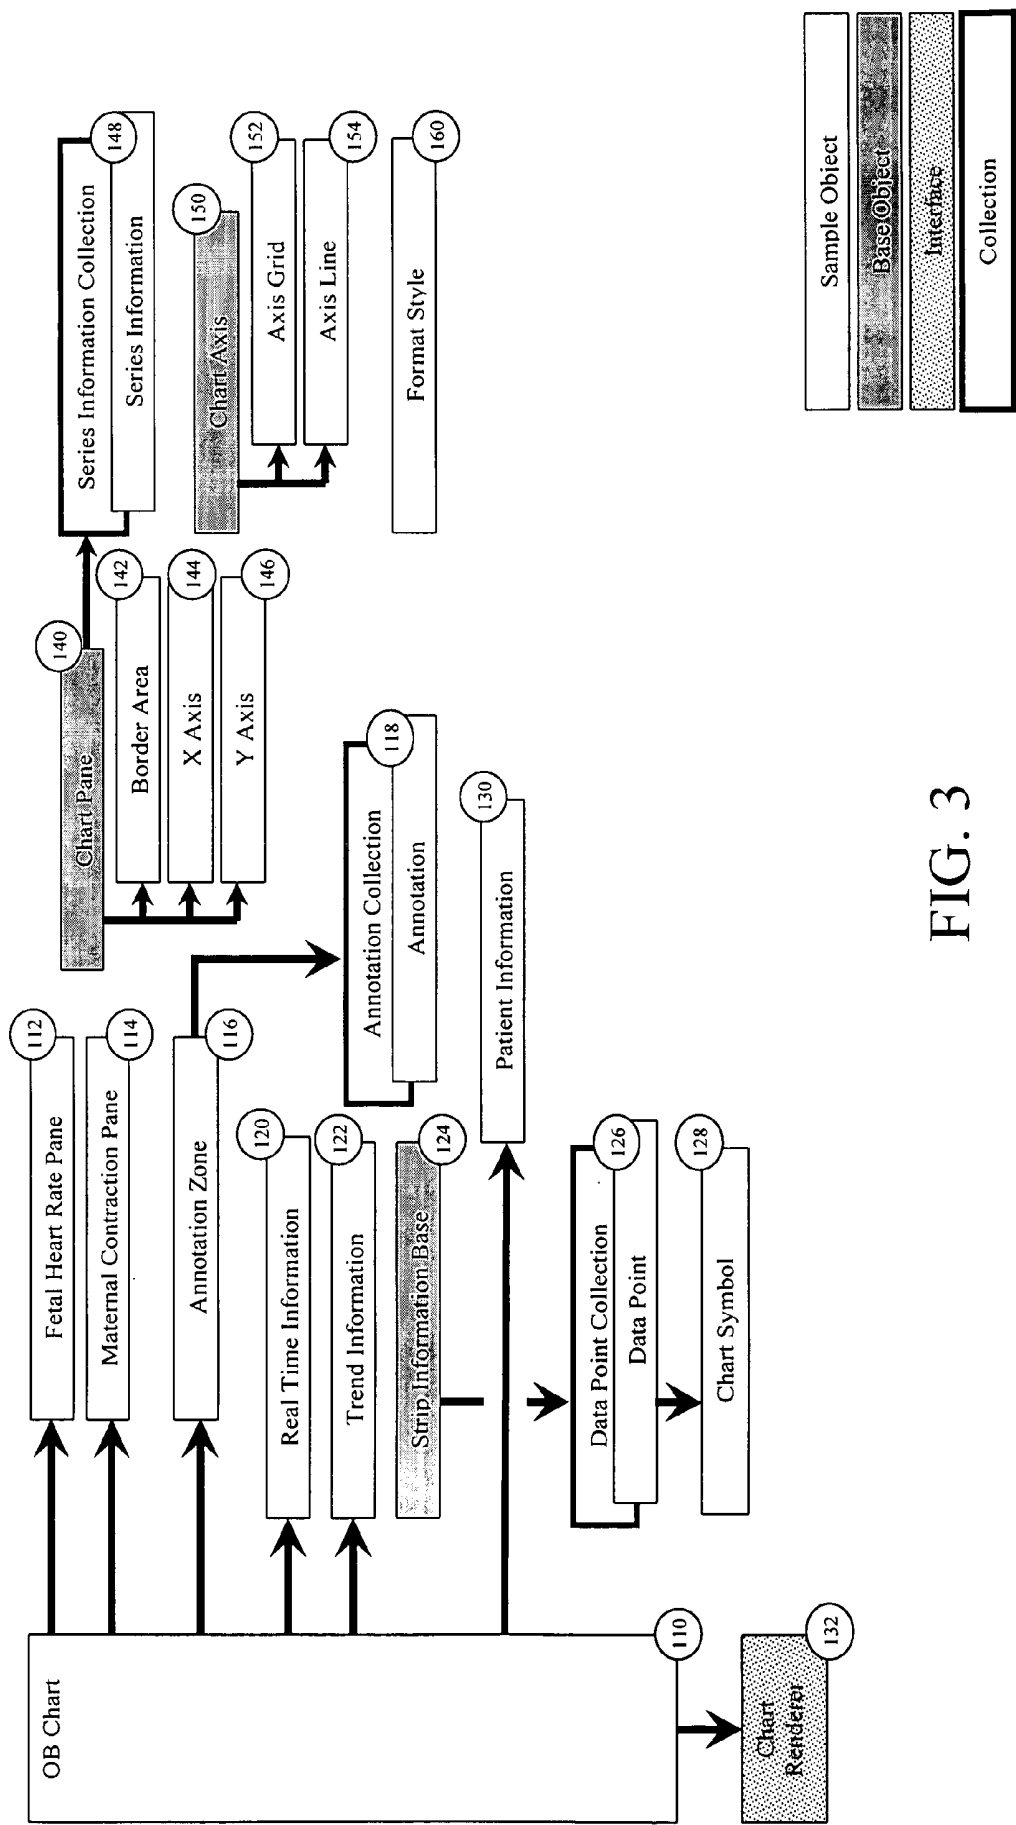 OB Chart
110
Chart
Renderer
132
Fetal Heart Rate Pane
112
Maternal Contraction Pane
114
Annotation Zone
116
Annotation Collection
Annotation
118
Real Time Information
120
Trend Information
122
Strip Information Base
124
Data Point Collection
Data Point
126
Chart Symbol
128
Patient Information
130
Chart Pane
140
Border Area
142
X Axis
144
Y Axis
146
Series Information Collection
Series Information
148
Chart Axis
150
Axis Grid
152
Axis Line
154
Format Style
160
Sample Object
Base Object
Interface
Collection
FIG. 3